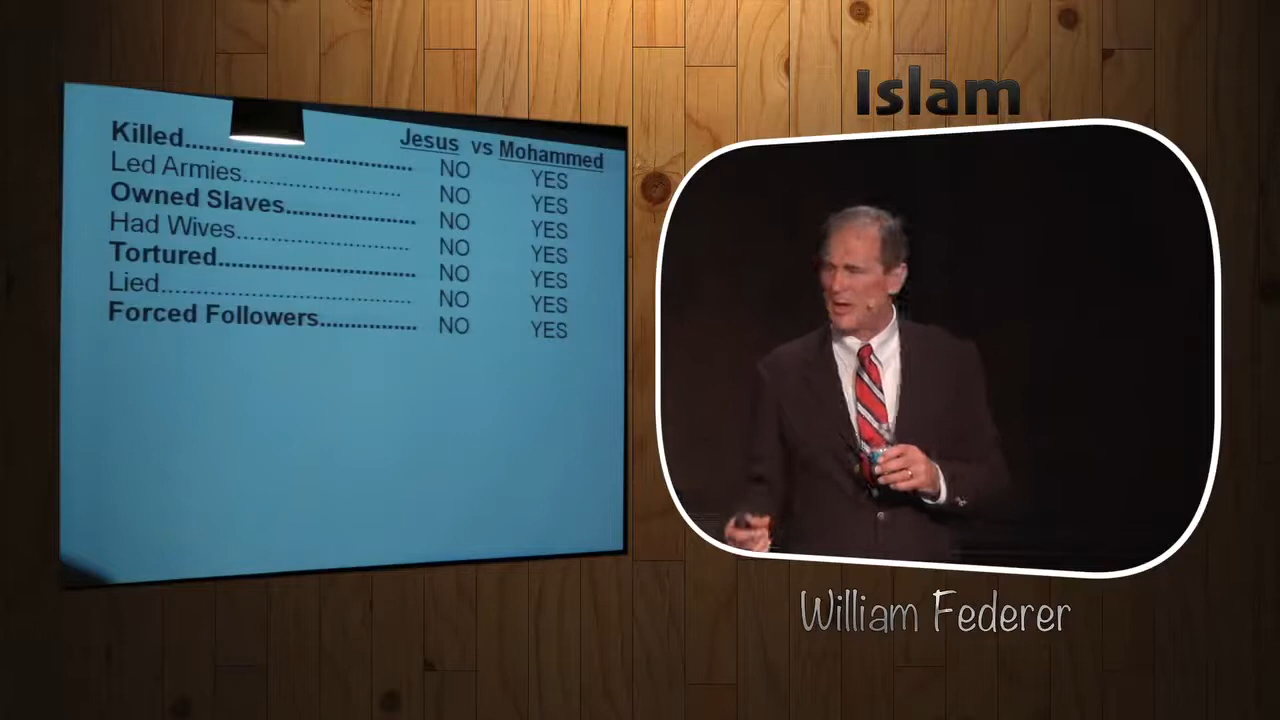 Jesus vs Mohammed
Killed............................................ NO YES
Led Armies........................... NO YES
Owned Slaves..................... NO YES
Had Wives............................. NO YES
Tortured................................ NO YES
Lied.......................................... NO YES
Forced Followers............... NO YES
Islam
William Federer